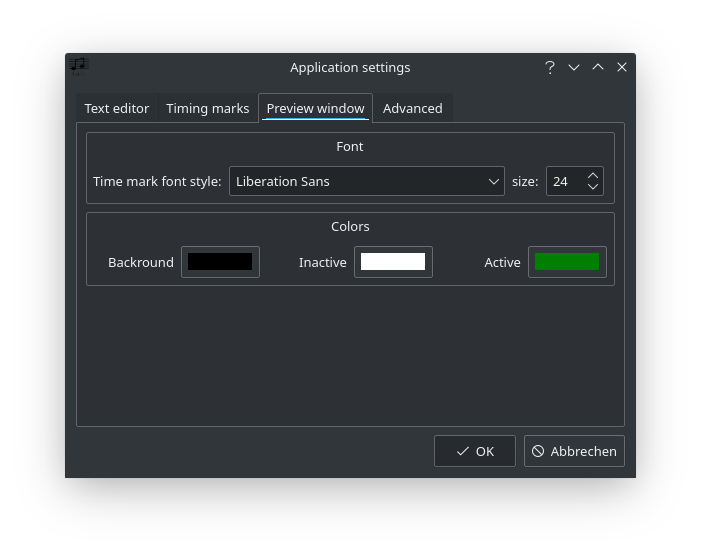 Application settings
Text editor Timing marks Preview window Advanced
Font
Time mark font style: Liberation Sans size: 24
Colors
Backround Inactive Active
OK Abbrechen